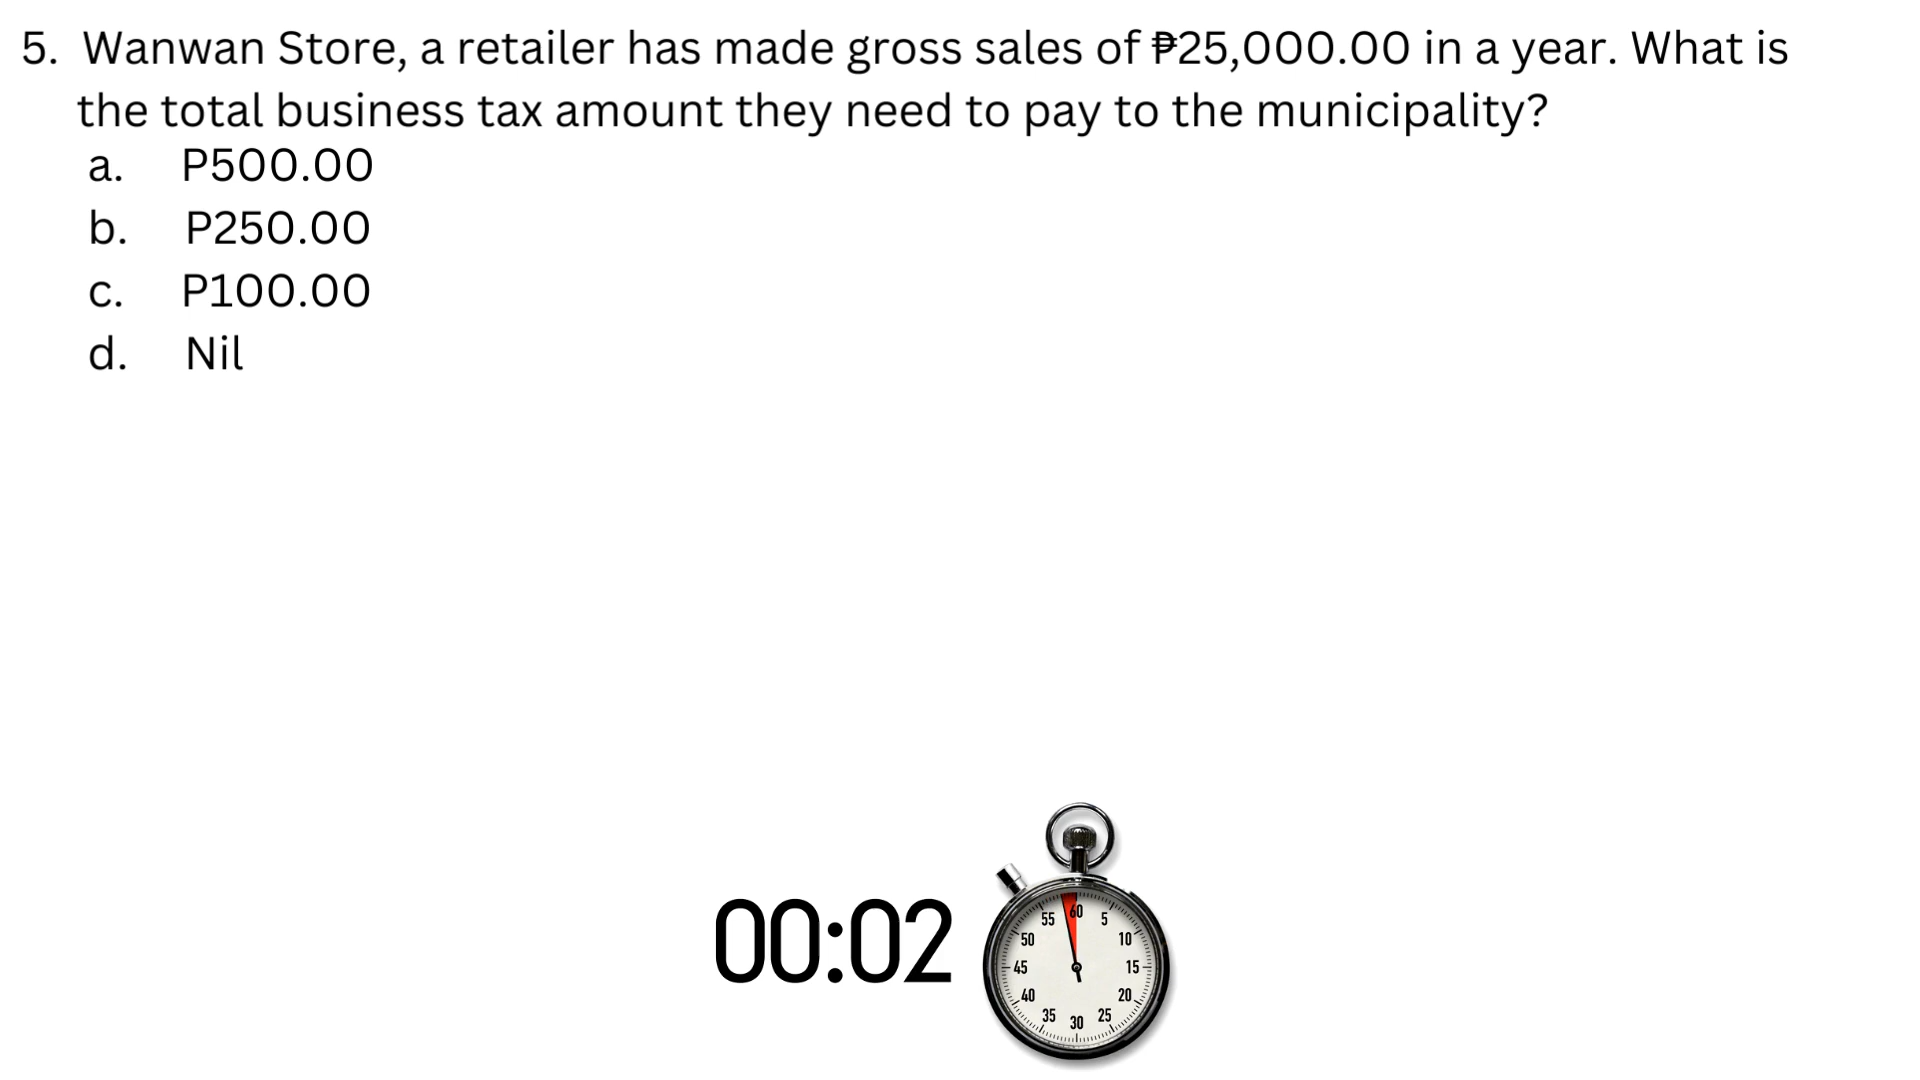 5. Wanwan Store, a retailer has made gross sales of ₱25,000.00 in a year. What is
the total business tax amount they need to pay to the municipality?
a. P500.00
b. P250.00
c. P100.00
d. Nil
00:02
60
5
10
15
20
25
30
35
40
45
50
55